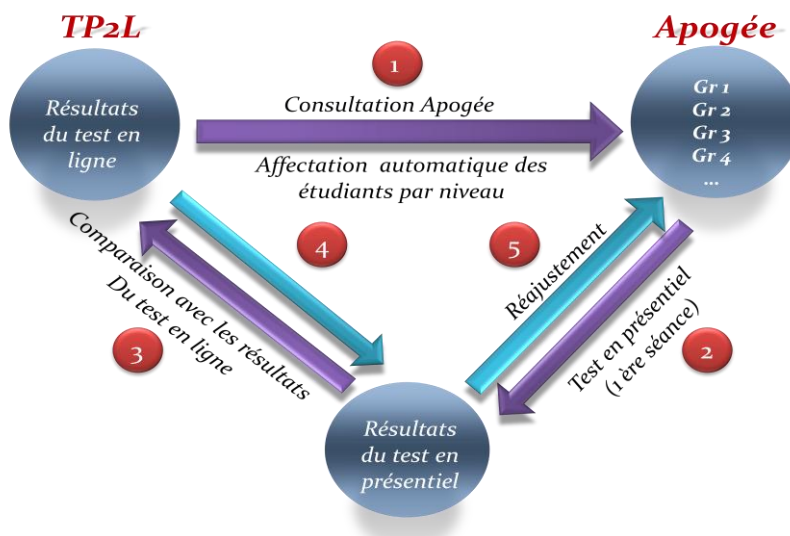 TP2L
Apogée
1
Consultation Apogée
Affectation automatique des
étudiants par niveau
Résultats
du test en
ligne
Gr 1
Gr 2
Gr 3
Gr 4
...
4
5
Comparaison avec les résultats
Du test en ligne
3
Réajustement
Test en présentiel
(1 ère séance)
2
Résultats
du test en
présentiel